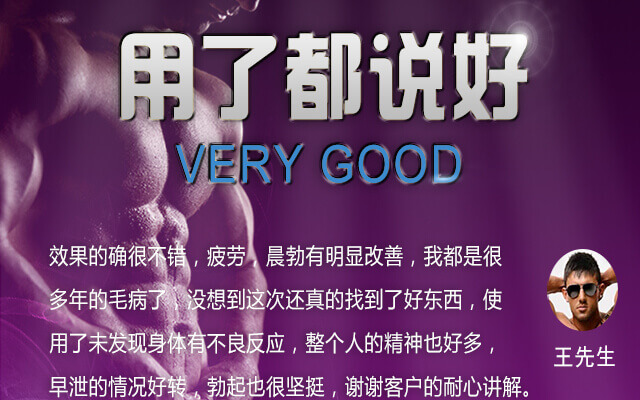 用了都说好
VERY GOOD
效果的确很不错，疲劳，晨勃有明显改善，我都是很
多年的毛病了，没想到这次还真的找到了好东西，使
用了未发现身体有不良反应，整个人的精神也好多，
早泄的情况好转，勃起也很坚挺，谢谢客户的耐心讲解。
王先生